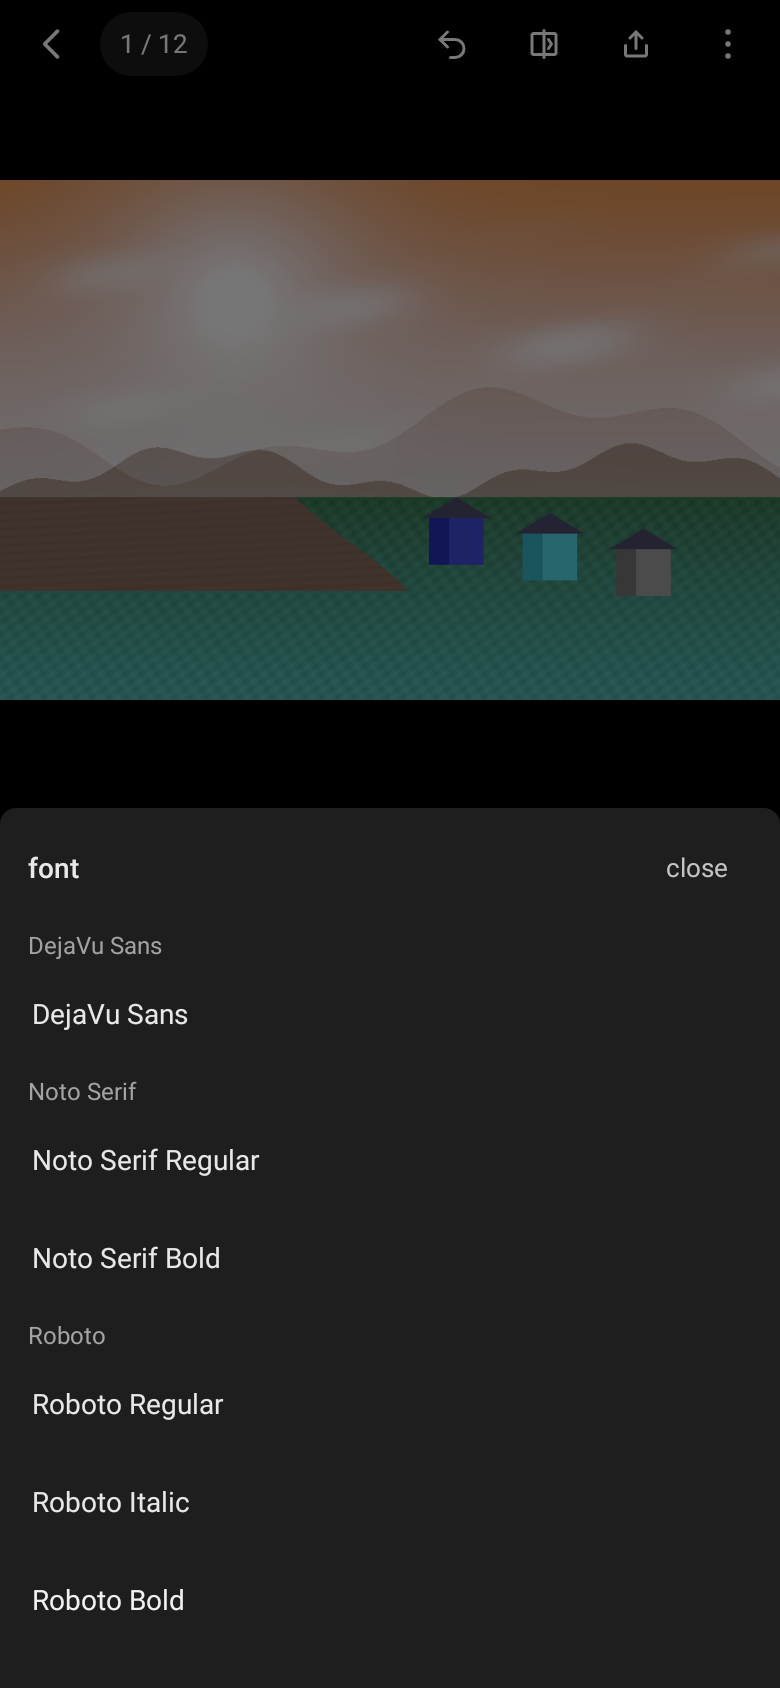 1 / 12
font
close
DejaVu Sans
DejaVu Sans
Noto Serif
Noto Serif Regular
Noto Serif Bold
Roboto
Roboto Regular
Roboto Italic
Roboto Bold